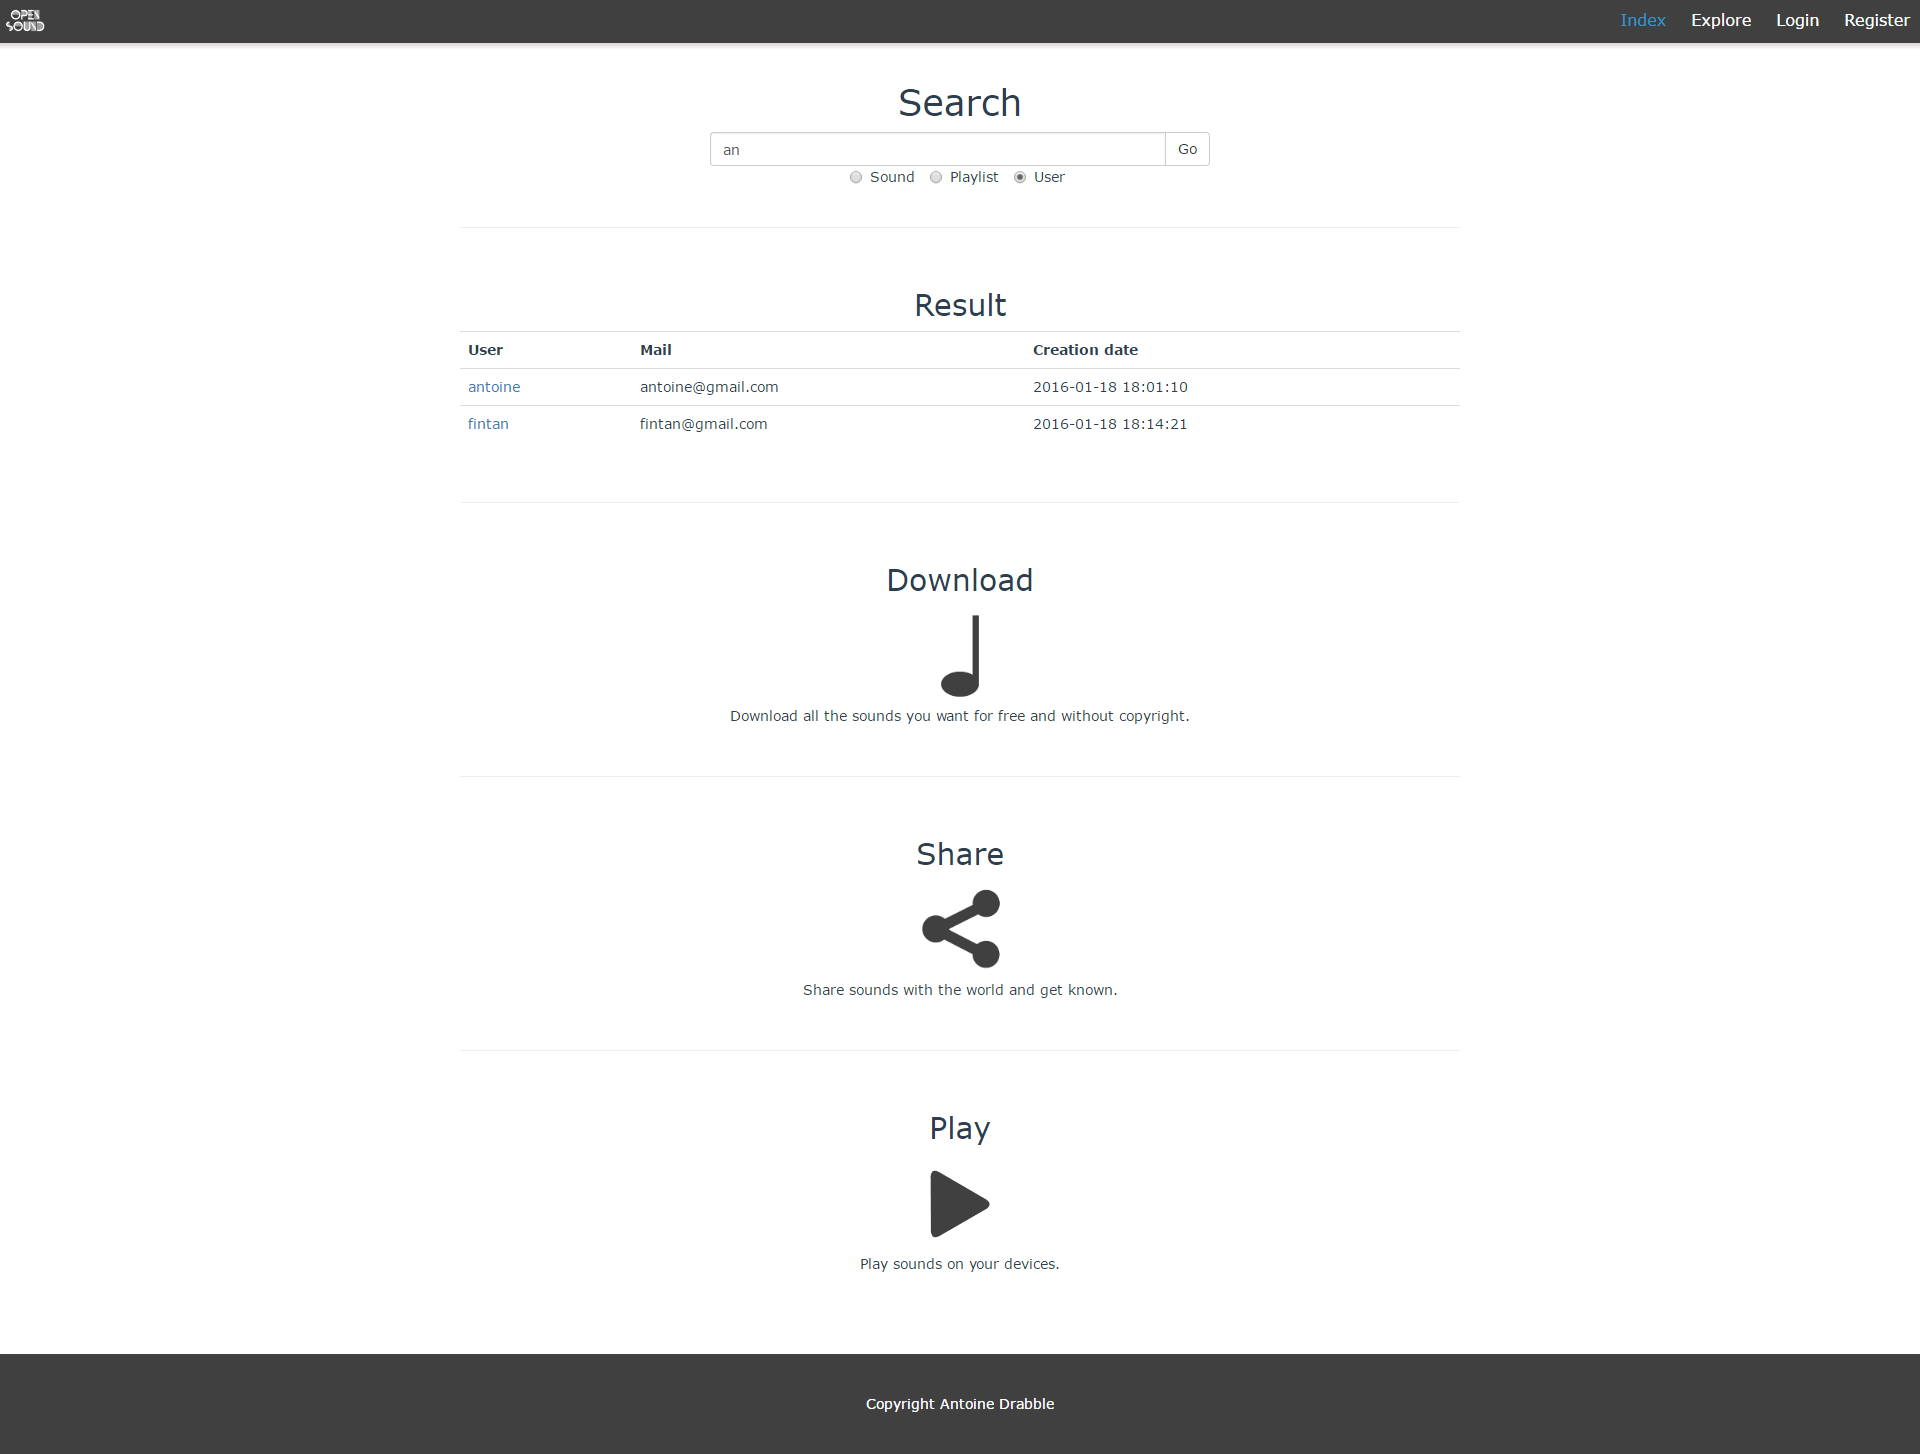 OPEN
SOUND
Index Explore Login Register
Search
an Go
Sound Playlist User
Result
User Mail Creation date
antoine antoine@gmail.com 2016-01-18 18:01:10
fintan fintan@gmail.com 2016-01-18 18:14:21
Download
Download all the sounds you want for free and without copyright.
Share
Share sounds with the world and get known.
Play
Play sounds on your devices.
Copyright Antoine Drabble